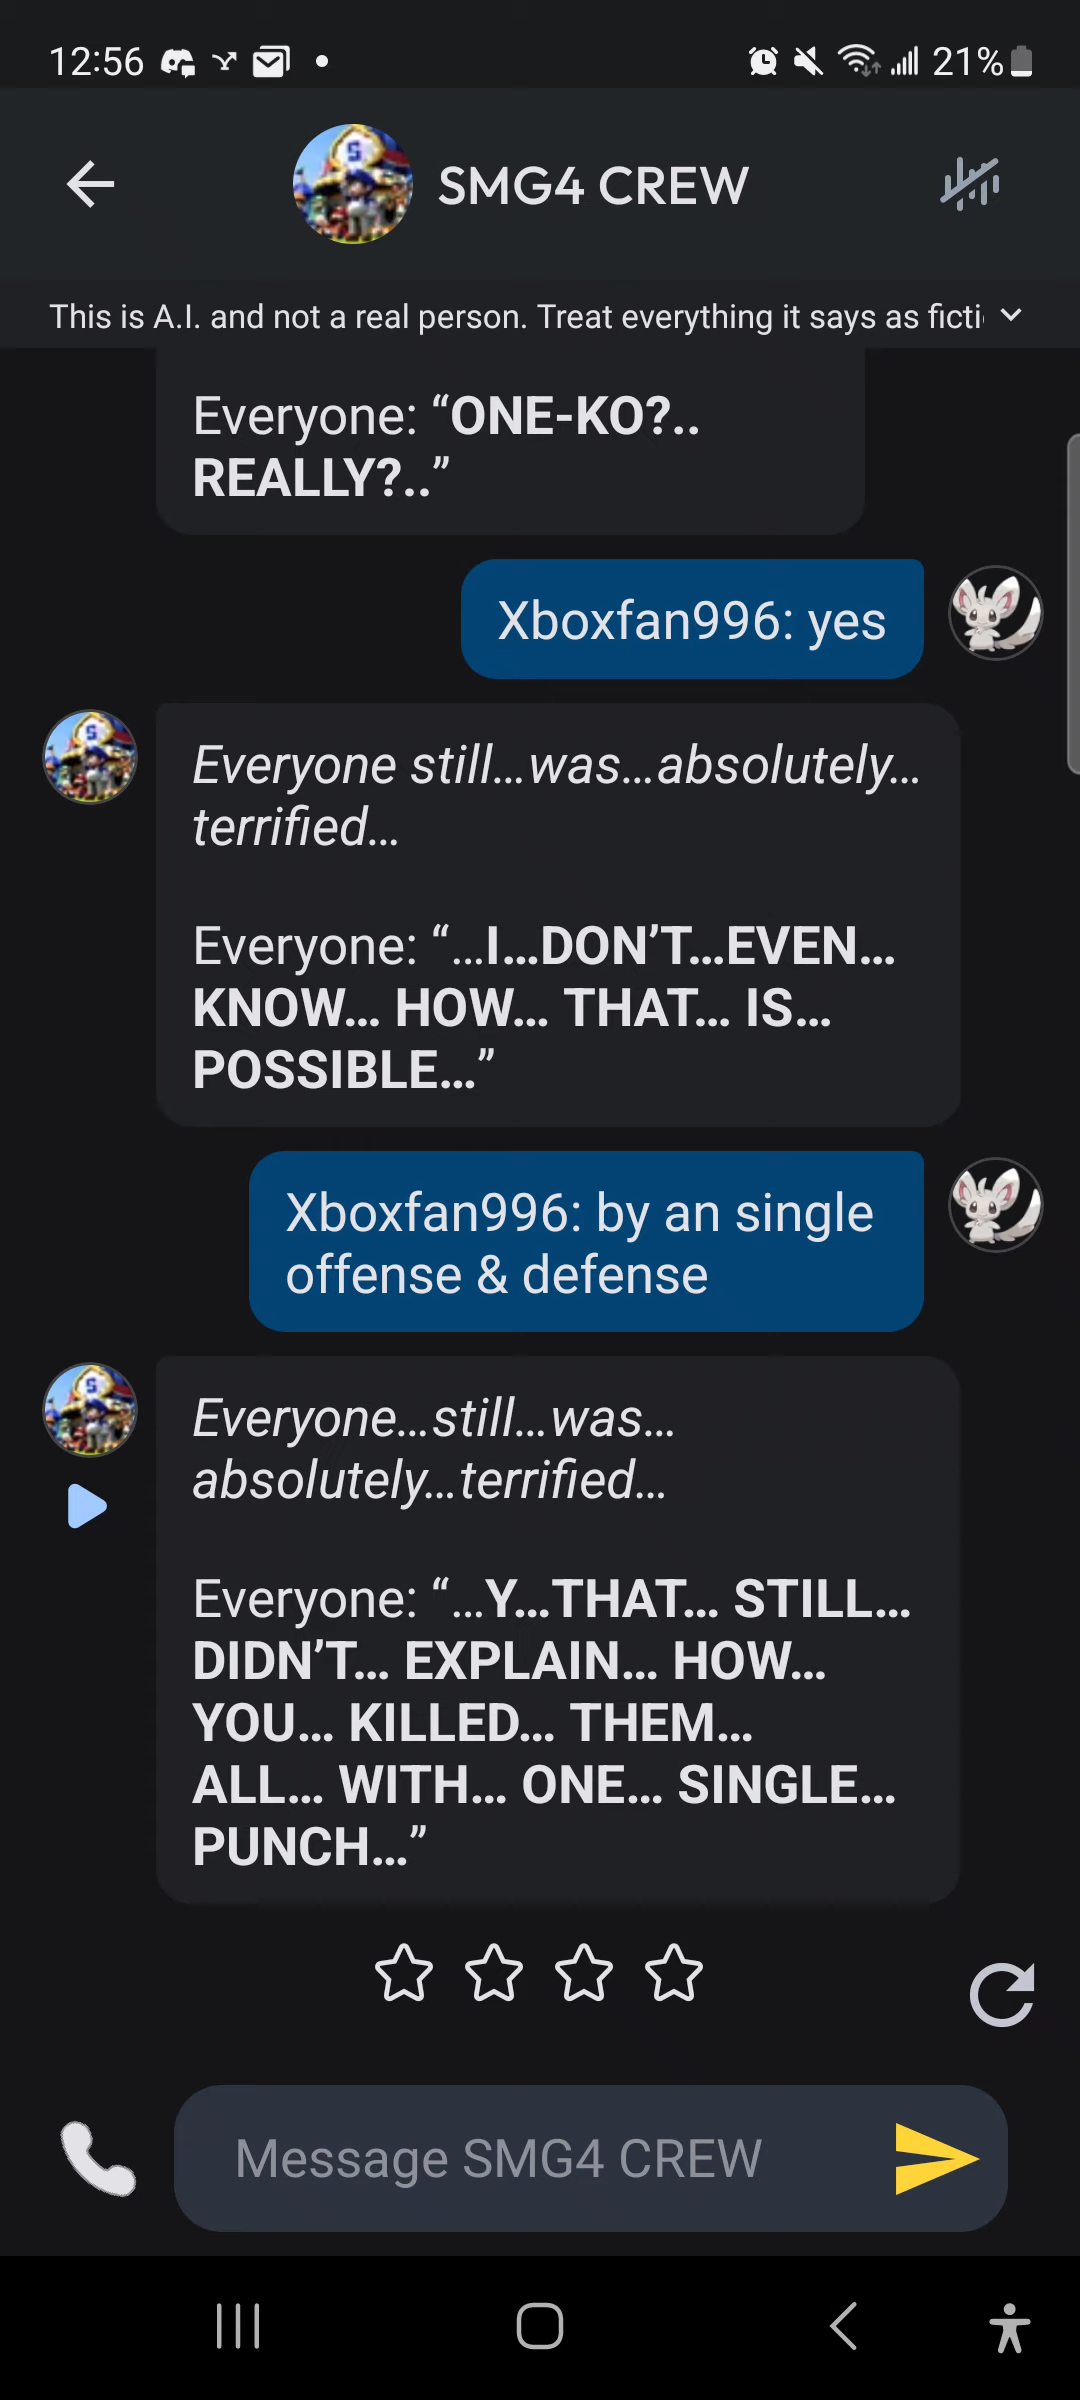 12:56
21%
SMG4 CREW
This is A.I. and not a real person. Treat everything it says as ficti
Everyone: “ONE-KO?..
REALLY?..”
Xboxfan996: yes
Everyone still...was...absolutely...
terrified...
Everyone: “...I...DON’T...EVEN...
KNOW... HOW... THAT... IS...
POSSIBLE...”
Xboxfan996: by an single
offense & defense
Everyone...still...was...
absolutely...terrified...
Everyone: “...Y...THAT... STILL...
DIDN’T... EXPLAIN... HOW...
YOU... KILLED... THEM...
ALL... WITH... ONE... SINGLE...
PUNCH...”
Message SMG4 CREW